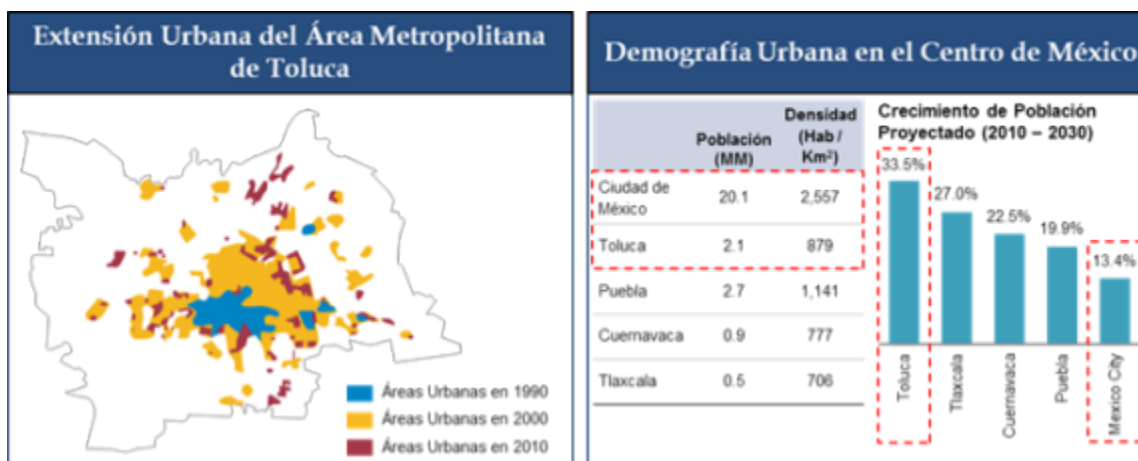 Extensión Urbana del Área Metropolitana
de Toluca
Áreas Urbanas en 1990
Áreas Urbanas en 2000
Áreas Urbanas en 2010
Demografía Urbana en el Centro de México
Población
(MM)
Densidad
(Hab /
Km²)
Ciudad de
México
20.1
2,557
Toluca
2.1
879
Puebla
2.7
1,141
Cuernavaca
0.9
777
Tlaxcala
0.5
706
Crecimiento de Población
Proyectado (2010 – 2030)
33.5%
27.0%
22.5%
19.9%
13.4%
Toluca
Tlaxcala
Cuernavaca
Puebla
Mexico City